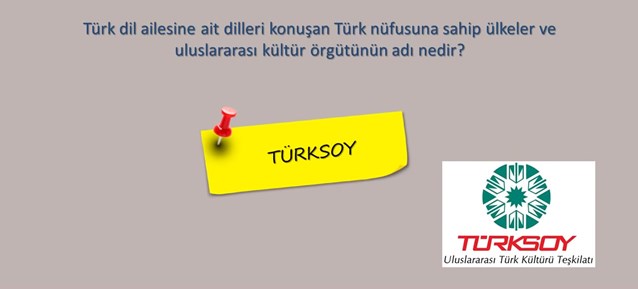 Türk dil ailesine ait dilleri konuşan Türk nüfusuna sahip ülkeler ve
uluslararası kültür örgütünün adı nedir?
TÜRKSOY
TÜRKSOY
Uluslararası Türk Kültürü Teşkilatı